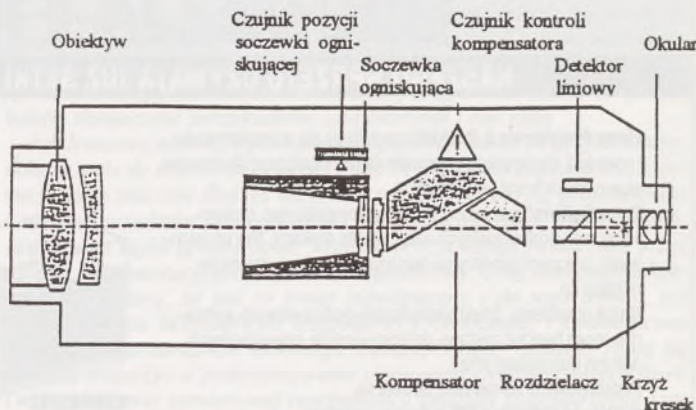 Obiektyw
Czujnik pozycji
soczewki ogni-
skującej
Soczewka
ogniskująca
Czujnik kontroli
kompensatora
Detektor
liniowy
Okular
Kompensator
Rozdzielacz
Krzyż
kresek